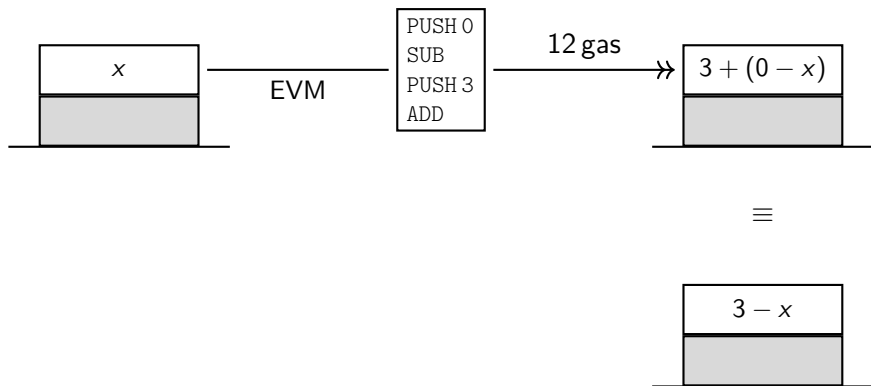 x
EVM
PUSH 0
SUB
PUSH 3
ADD
12 gas
3 + (0 − x)
≡
3 − x